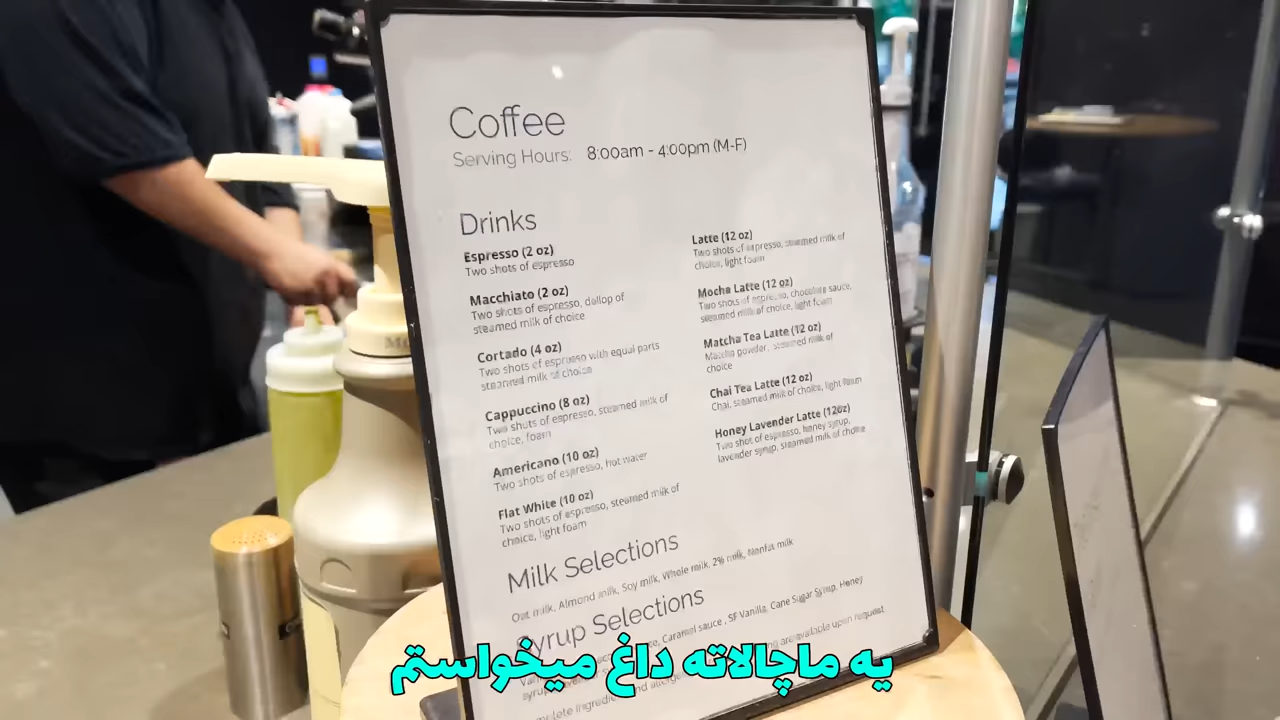 Coffee
Serving Hours: 8:00am - 4:00pm (M-F)
Drinks
Espresso (2 oz)
Two shots of espresso
Macchiato (2 oz)
Two shots of espresso, dollop of
steamed milk of choice
Cortado (4 oz)
Two shots of espresso with equal parts
steamed milk of choice
Cappuccino (8 oz)
Two shots of espresso, steamed milk of
choice, foam
Americano (10 oz)
Two shots of espresso, hot water
Flat White (10 oz)
Two shots of espresso, steamed milk of
choice, light foam
Latte (12 oz)
Two shots of espresso, steamed milk of
choice, light foam
Mocha Latte (12 oz)
Two shots of espresso, chocolate sauce,
steamed milk of choice, light foam
Matcha Tea Latte (12 oz)
Matcha powder, steamed milk of
choice
Chai Tea Latte (12 oz)
Chai, steamed milk of choice, light foam
Honey Lavender Latte (12oz)
Two shot of espresso, honey syrup,
lavender syrup, steamed milk of choice
Milk Selections
Oat milk, Almond milk, Soy milk, Whole milk, 2% milk, Nonfat milk
Syrup Selections
Caramel sauce, SF Vanilla, Cane Sugar Syrup, Honey
syrup are available upon request
یه ماچالاته داغ میخواستم